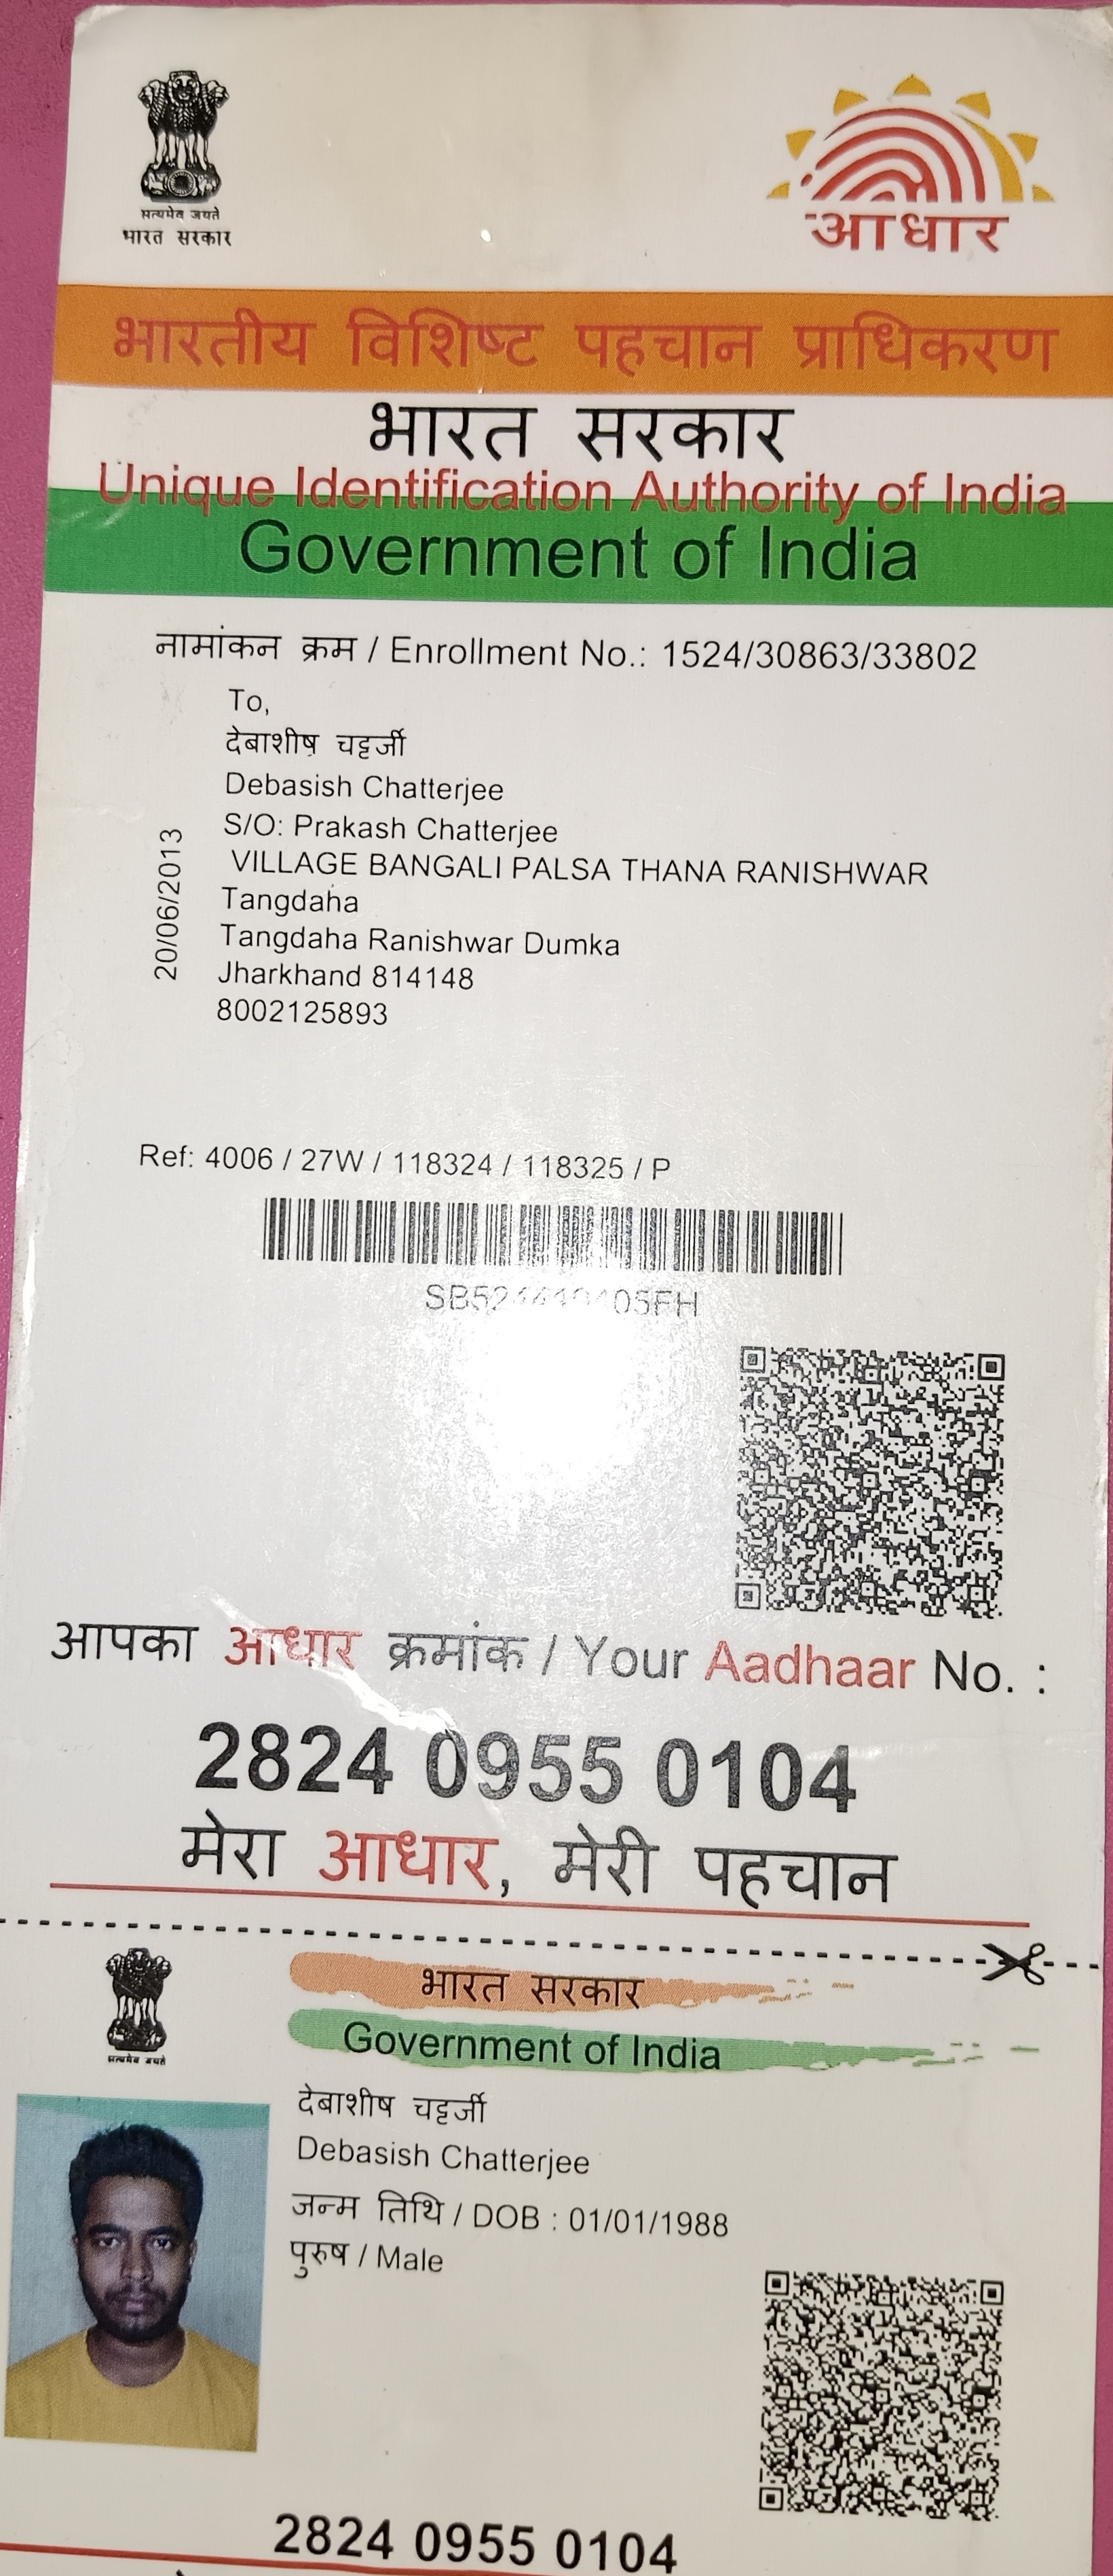 सत्यमेव जयते
भारत सरकार
आधार
भारतीय विशिष्ट पहचान प्राधिकरण
भारत सरकार
Unique Identification Authority of India
Government of India
नामांकन क्रम / Enrollment No.: 1524/30863/33802
To,
देबाशीष चट्टर्जी
Debasish Chatterjee
S/O: Prakash Chatterjee
VILLAGE BANGALI PALSA THANA RANISHWAR
Tangdaha
Tangdaha Ranishwar Dumka
Jharkhand 814148
8002125893
20/06/2013
Ref: 4006 / 27W / 118324 / 118325 / P
आपका आधार क्रमांक / Your Aadhaar No. :
2824 0955 0104
मेरा आधार, मेरी पहचान
सत्यमेव जयते
भारत सरकार
Government of India
देबाशीष चट्टर्जी
Debasish Chatterjee
जन्म तिथि / DOB : 01/01/1988
पुरुष / Male
2824 0955 0104